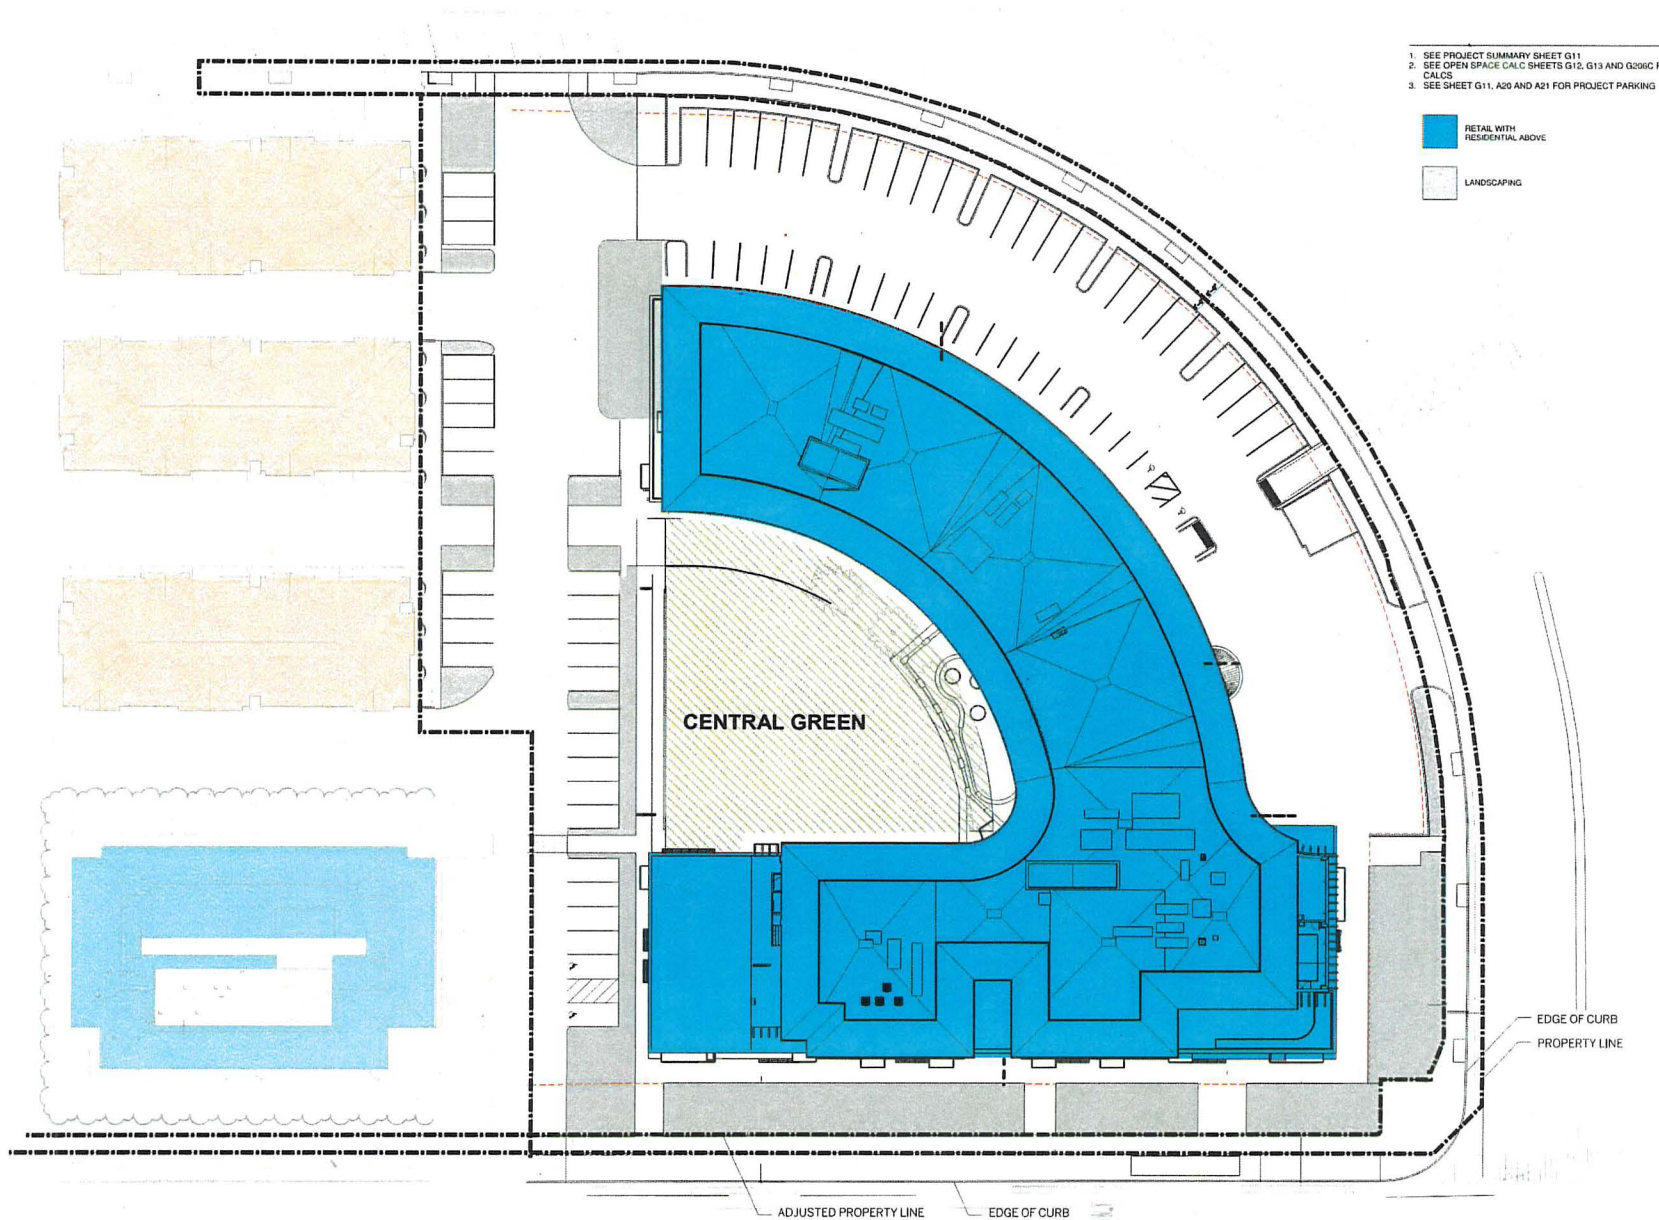 1. SEE PROJECT SUMMARY SHEET G11
2. SEE OPEN SPACE CALC SHEETS G12, G13 AND G206C
CALCS
3. SEE SHEET G11, A20 AND A21 FOR PROJECT PARKING
RETAIL WITH
RESIDENTIAL ABOVE
LANDSCAPING
CENTRAL GREEN
EDGE OF CURB
PROPERTY LINE
ADJUSTED PROPERTY LINE
EDGE OF CURB